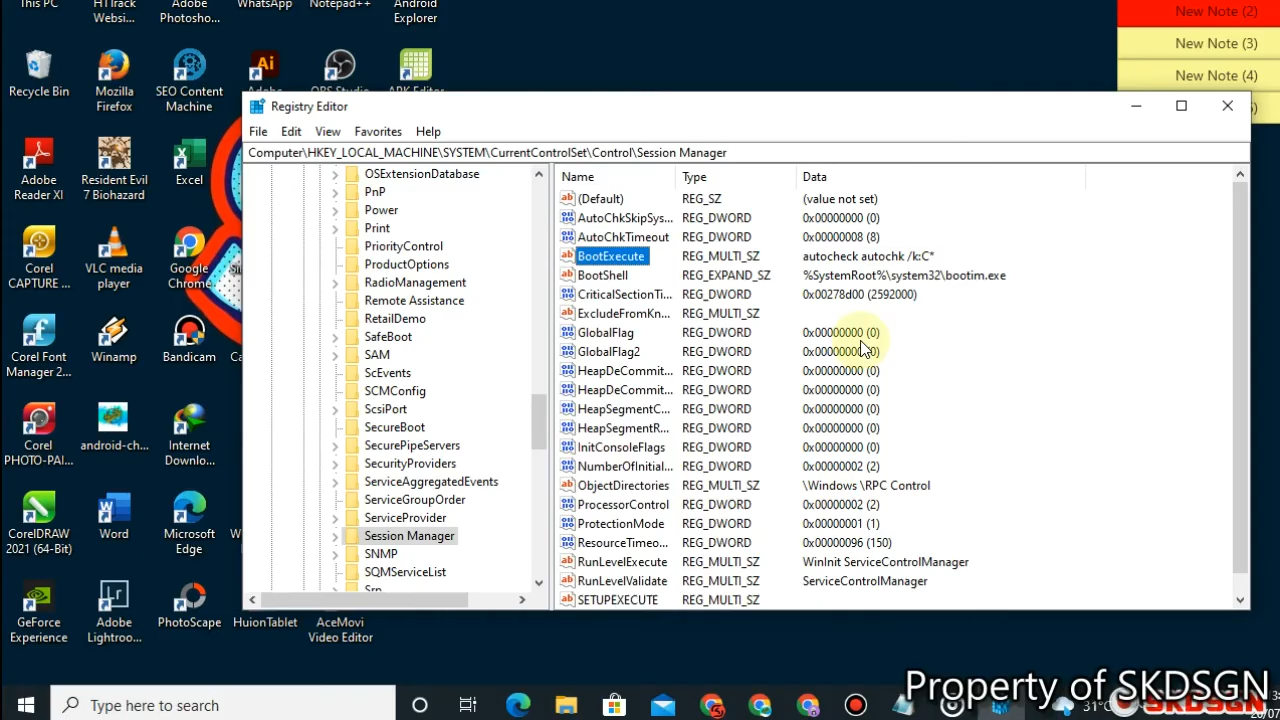 This PC
HTTrack
Websi...
Adobe
Photosho...
WhatsApp
Notepad++
Android
Explorer
New Note (2)
New Note (3)
New Note (4)
Recycle Bin
Mozilla
Firefox
SEO Content
Machine
Adobe
Reader XI
Resident Evil
7 Biohazard
Excel
Corel
CAPTURE ...
VLC media
player
Google
Chrome
Corel Font
Manager 2...
Winamp
Bandicam
Corel
PHOTO-PAI...
android-ch...
Internet
Downlo...
CorelDRAW
2021 (64-Bit)
Word
Microsoft
Edge
GeForce
Experience
Adobe
Lightroo...
PhotoScape
HuionTablet
AceMovi
Video Editor
Registry Editor
File Edit View Favorites Help
Computer\HKEY_LOCAL_MACHINE\SYSTEM\CurrentControlSet\Control\Session Manager
OSExtensionDatabase
PnP
Power
Print
PriorityControl
ProductOptions
RadioManagement
Remote Assistance
RetailDemo
SafeBoot
SAM
ScEvents
SCMConfig
ScsiPort
SecureBoot
SecurePipeServers
SecurityProviders
ServiceAggregatedEvents
ServiceGroupOrder
ServiceProvider
Session Manager
SNMP
SQMServiceList
Srp
Name Type Data
(Default) REG_SZ (value not set)
AutoChkSkipSys... REG_DWORD 0x00000000 (0)
AutoChkTimeout REG_DWORD 0x00000008 (8)
BootExecute REG_MULTI_SZ autocheck autochk /k:C*
BootShell REG_EXPAND_SZ %SystemRoot%\system32\bootim.exe
CriticalSectionTi... REG_DWORD 0x00278d00 (2592000)
ExcludeFromKn... REG_MULTI_SZ
GlobalFlag REG_DWORD 0x00000000 (0)
GlobalFlag2 REG_DWORD 0x00000000 (0)
HeapDeCommit... REG_DWORD 0x00000000 (0)
HeapDeCommit... REG_DWORD 0x00000000 (0)
HeapSegmentC... REG_DWORD 0x00000000 (0)
HeapSegmentR... REG_DWORD 0x00000000 (0)
InitConsoleFlags REG_DWORD 0x00000000 (0)
NumberOfInitial... REG_DWORD 0x00000002 (2)
ObjectDirectories REG_MULTI_SZ \Windows \RPC Control
ProcessorControl REG_DWORD 0x00000002 (2)
ProtectionMode REG_DWORD 0x00000001 (1)
ResourceTimeo... REG_DWORD 0x00000096 (150)
RunLevelExecute REG_MULTI_SZ WinInit ServiceControlManager
RunLevelValidate REG_MULTI_SZ ServiceControlManager
SETUPEXECUTE REG_MULTI_SZ
Property of SKDSGN
Type here to search
31°C